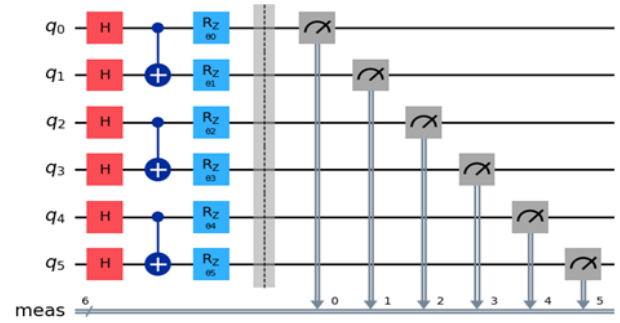 q0 H RZ θ0
q1 H RZ θ1
q2 H RZ θ2
q3 H RZ θ3
q4 H RZ θ4
q5 H RZ θ5
meas 6 0 1 2 3 4 5